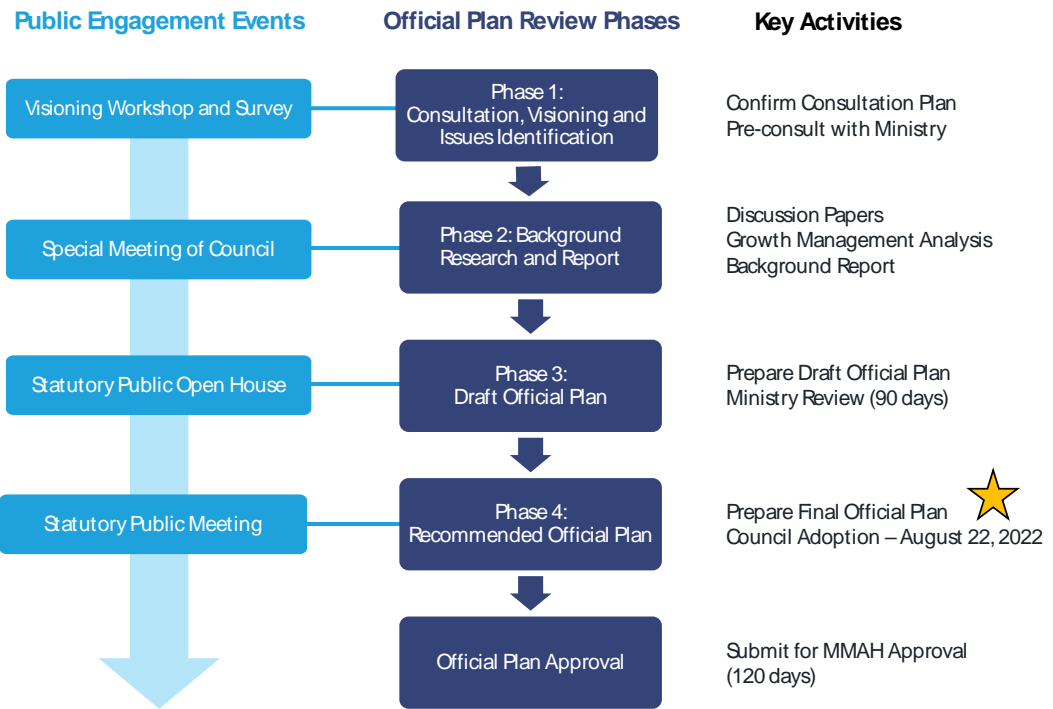 Public Engagement Events
Official Plan Review Phases
Key Activities
Visioning Workshop and Survey
Phase 1:
Consultation, Visioning and
Issues Identification
Confirm Consultation Plan
Pre-consult with Ministry
Special Meeting of Council
Phase 2: Background
Research and Report
Discussion Papers
Growth Management Analysis
Background Report
Statutory Public Open House
Phase 3:
Draft Official Plan
Prepare Draft Official Plan
Ministry Review (90 days)
Statutory Public Meeting
Phase 4:
Recommended Official Plan
Prepare Final Official Plan
Council Adoption – August 22, 2022
Official Plan Approval
Submit for MMAH Approval
(120 days)